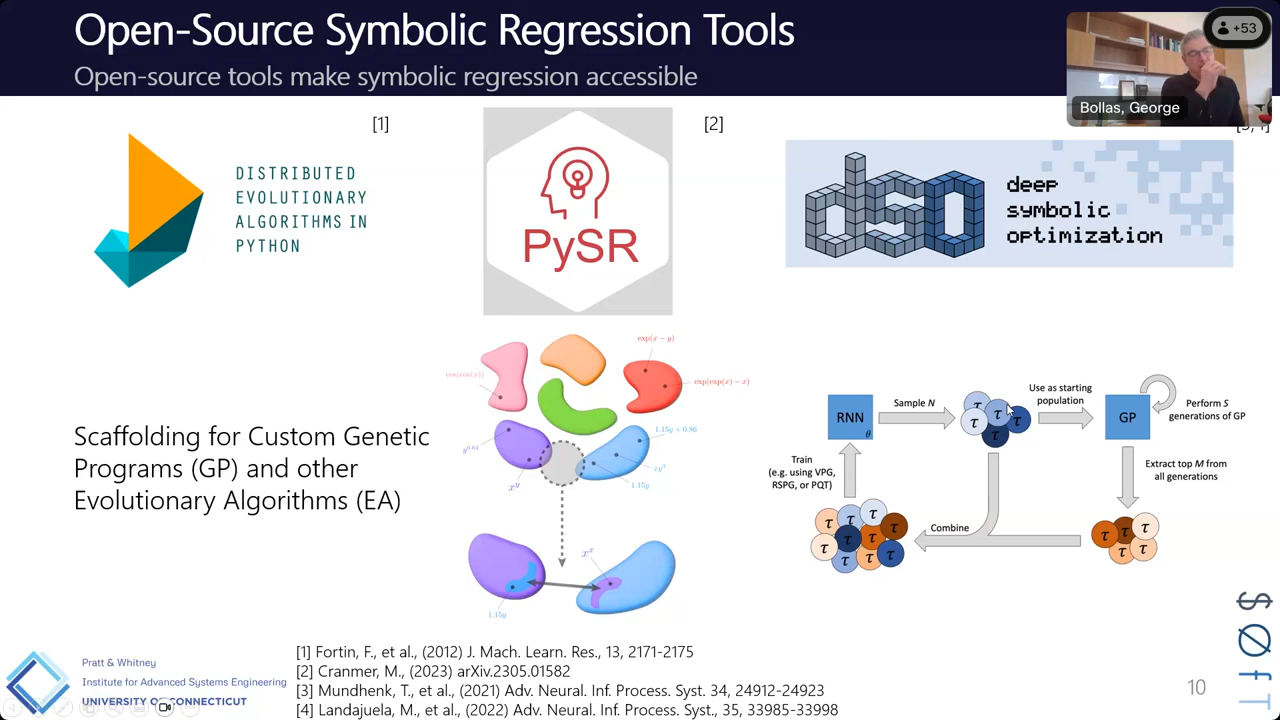 Open-Source Symbolic Regression Tools
Open-source tools make symbolic regression accessible
+53
Bollas, George
[1]
[2]
DISTRIBUTED
EVOLUTIONARY
ALGORITHMS IN
PYTHON
PySR
dso
deep
symbolic
optimization
Scaffolding for Custom Genetic
Programs (GP) and other
Evolutionary Algorithms (EA)
exp(x − y)
exp(exp(x) − x)
y^0.84
x^y
1.15y + 0.86
xy³
1.15y
x^x
1.15y
RNN
θ
Sample N
τ τ τ τ τ
Use as starting
population
GP
Perform S
generations of GP
Train
(e.g. using VPG,
RSPG, or PQT)
Extract top M from
all generations
τ τ τ τ τ τ τ τ τ τ
Combine
τ τ τ τ τ
Pratt & Whitney
Institute for Advanced Systems Engineering
UNIVERSITY OF CONNECTICUT
[1] Fortin, F., et al., (2012) J. Mach. Learn. Res., 13, 2171-2175
[2] Cranmer, M., (2023) arXiv.2305.01582
[3] Mundhenk, T., et al., (2021) Adv. Neural. Inf. Process. Syst. 34, 24912-24923
[4] Landajuela, M., et al., (2022) Adv. Neural. Inf. Process. Syst., 35, 33985-33998
10